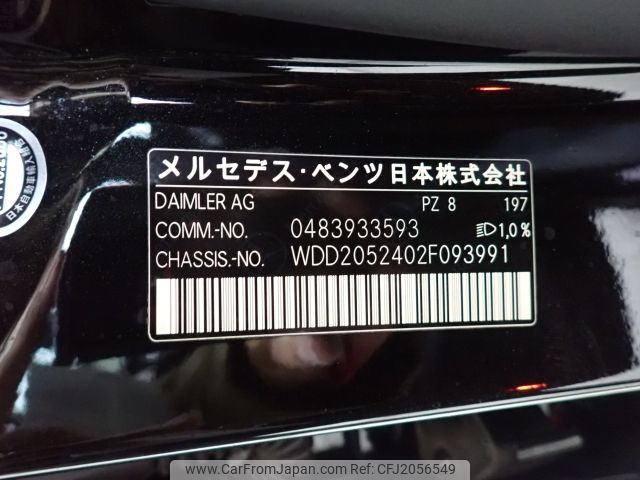 メルセデス・ベンツ日本株式会社
DAIMLER AG PZ 8 197
COMM.-NO. 0483933593 1,0%
CHASSIS.-NO. WDD2052402F093991
www.CarFromJapan.com | Ref. No: CFJ2056549